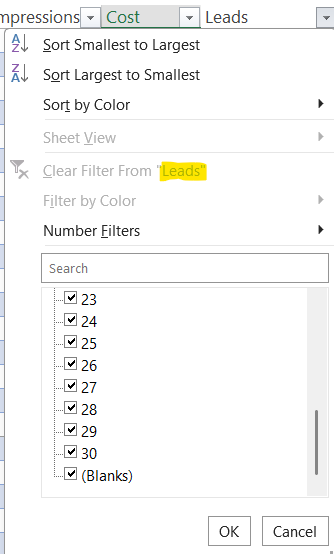 mpressions Cost Leads
Sort Smallest to Largest
Sort Largest to Smallest
Sort by Color
Sheet View
Clear Filter From "Leads"
Filter by Color
Number Filters
Search
23
24
25
26
27
28
29
30
(Blanks)
OK Cancel